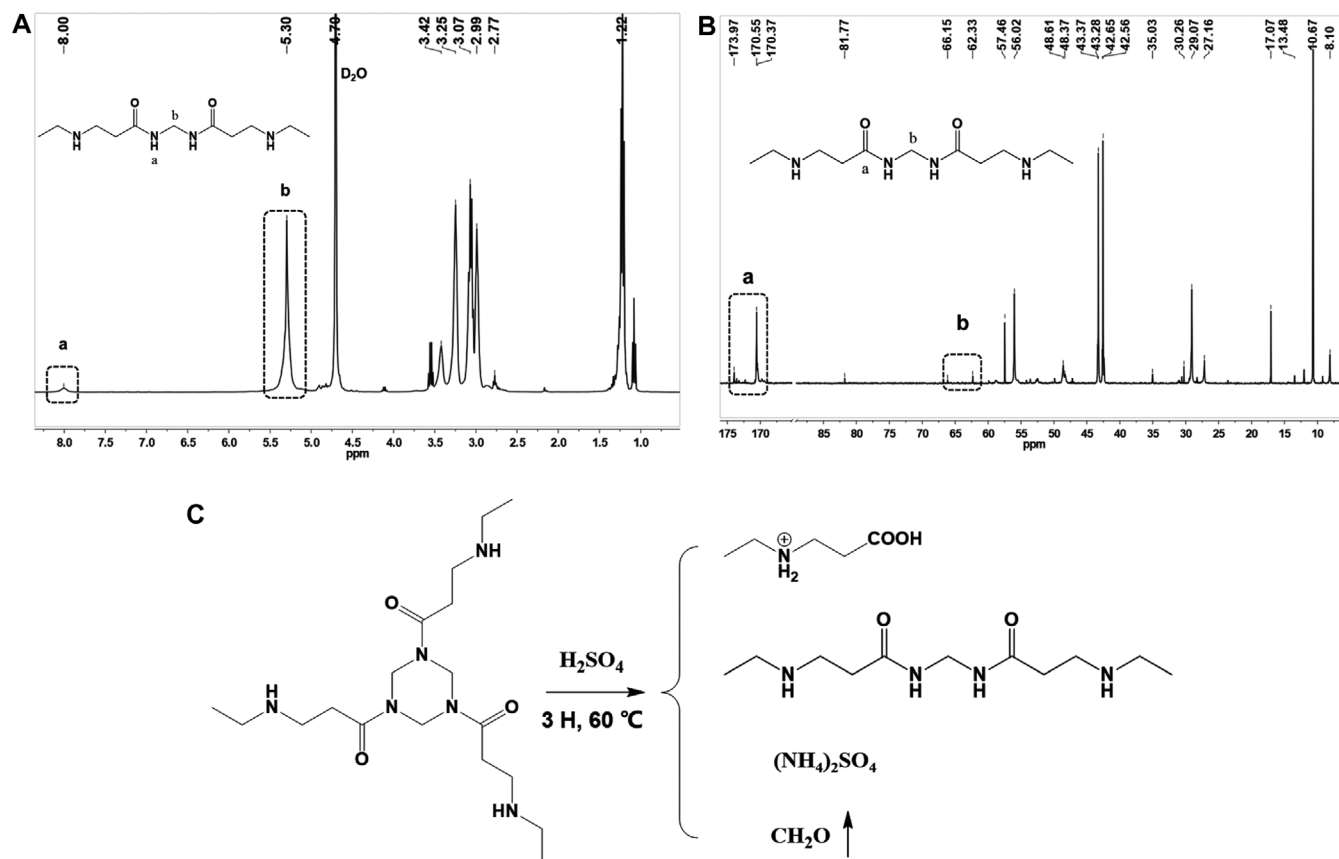 A
–8.00
–5.30
4.70
3.42
3.25
3.07
2.99
2.77
1.22
D₂O
O
b
O
N
H
N
H
a
N
H
N
H
b
a
8.0
7.5
7.0
6.5
6.0
5.5
5.0
4.5
4.0
3.5
3.0
2.5
2.0
1.5
1.0
ppm
B
–173.97
170.55
170.37
–81.77
–66.15
–62.33
57.46
56.02
48.61
48.37
43.37
43.28
42.65
42.56
–35.03
30.26
29.07
27.16
–17.07
13.48
10.67
–8.10
O
b
O
N
H
a
N
H
N
H
N
H
a
b
175
170
85
80
75
70
65
60
55
50
45
40
35
30
25
20
15
10
ppm
C
NH
O
N
H
N
N
N
O
O
HN
H₂SO₄
3 H, 60 ℃
COOH
⊕
N
H₂
O
O
N
H
N
H
N
H
N
H
(NH₄)₂SO₄
CH₂O